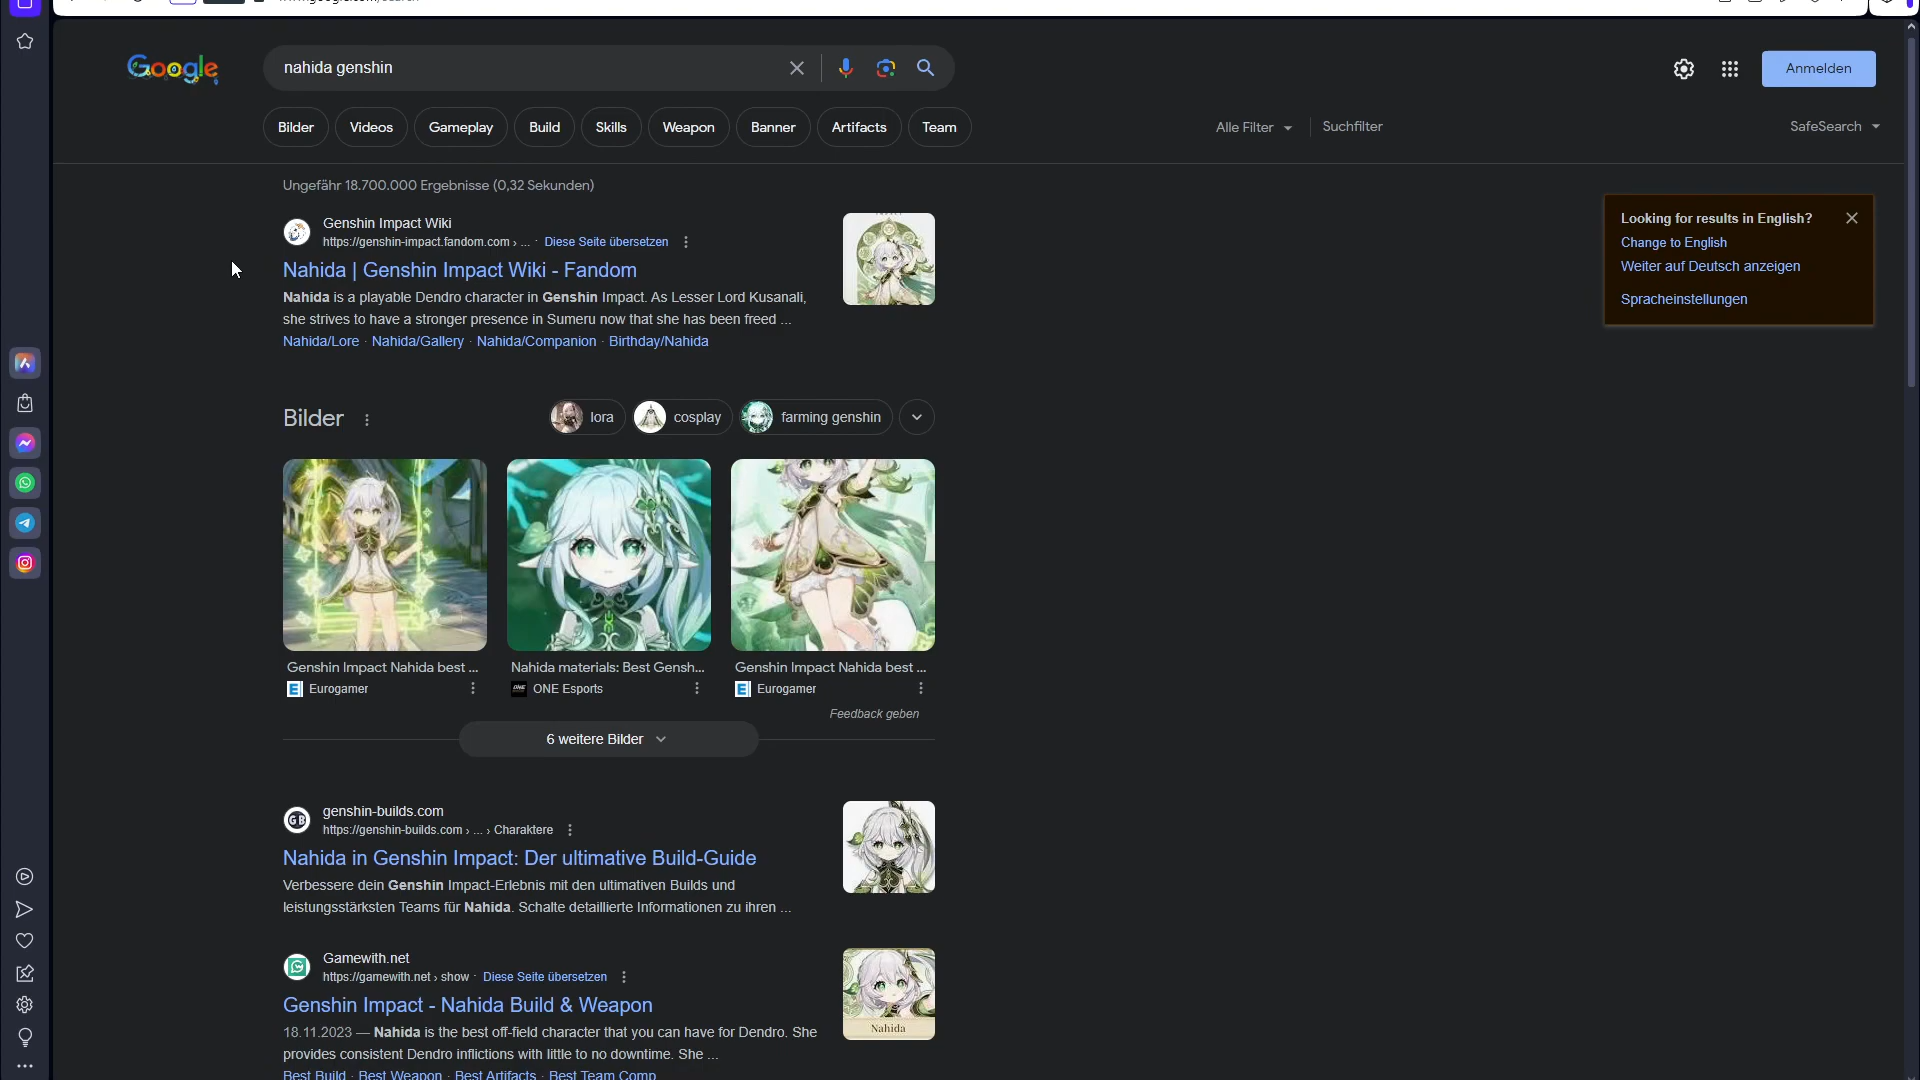 Google
nahida genshin
Anmelden
Bilder
Videos
Gameplay
Build
Skills
Weapon
Banner
Artifacts
Team
Alle Filter
Suchfilter
SafeSearch
Ungefähr 18.700.000 Ergebnisse (0,32 Sekunden)
Looking for results in English?
Change to English
Weiter auf Deutsch anzeigen
Spracheinstellungen
Genshin Impact Wiki
https://genshin-impact.fandom.com › ... · Diese Seite übersetzen
Nahida | Genshin Impact Wiki - Fandom
Nahida is a playable Dendro character in Genshin Impact. As Lesser Lord Kusanali,
she strives to have a stronger presence in Sumeru now that she has been freed ...
Nahida/Lore · Nahida/Gallery · Nahida/Companion · Birthday/Nahida
Bilder
lora
cosplay
farming genshin
Genshin Impact Nahida best ...
Eurogamer
Nahida materials: Best Gensh...
ONE Esports
Genshin Impact Nahida best ...
Eurogamer
Feedback geben
6 weitere Bilder
GB
genshin-builds.com
https://genshin-builds.com › ... › Charaktere
Nahida in Genshin Impact: Der ultimative Build-Guide
Verbessere dein Genshin Impact-Erlebnis mit den ultimativen Builds und
leistungsstärksten Teams für Nahida. Schalte detaillierte Informationen zu ihren ...
Gamewith.net
https://gamewith.net › show · Diese Seite übersetzen
Genshin Impact - Nahida Build & Weapon
18.11.2023 — Nahida is the best off-field character that you can have for Dendro. She
provides consistent Dendro inflictions with little to no downtime. She ...
Best Build · Best Weapon · Best Artifacts · Best Team Comp
Nahida